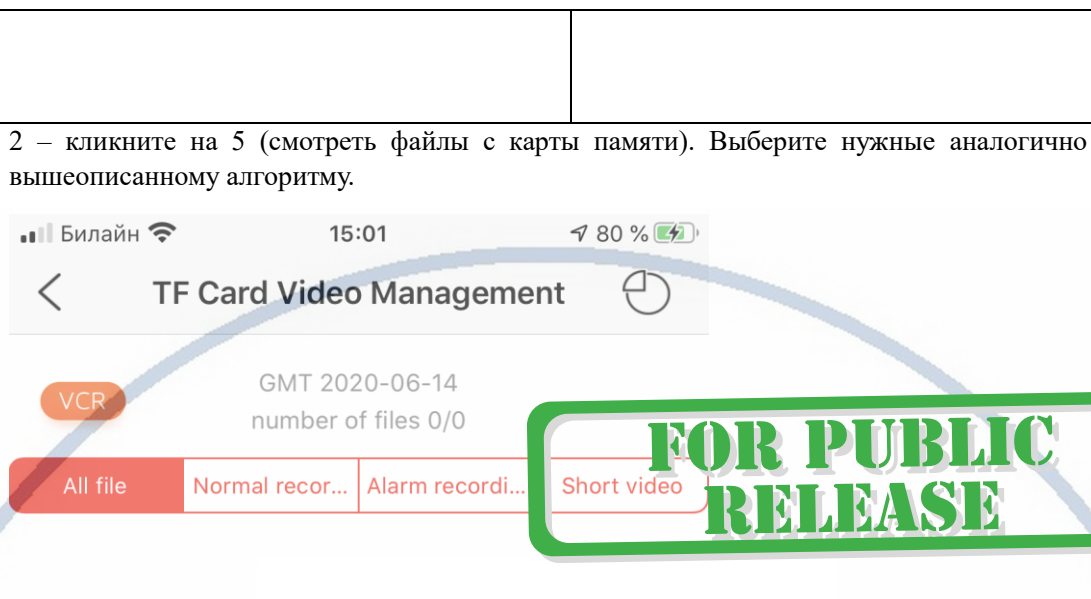 2 – кликните на 5 (смотреть файлы с карты памяти). Выберите нужные аналогично
вышеописанному алгоритму.
Билайн 15:01 80 %
TF Card Video Management
VCR
GMT 2020-06-14
number of files 0/0
All file Normal recor... Alarm recordi... Short video
FOR PUBLIC
RELEASE